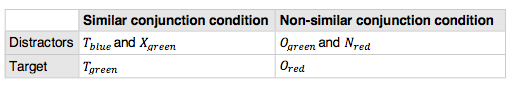 Similar conjunction condition Non-similar conjunction condition
Distractors T_blue and X_green O_green and N_red
Target T_green O_red